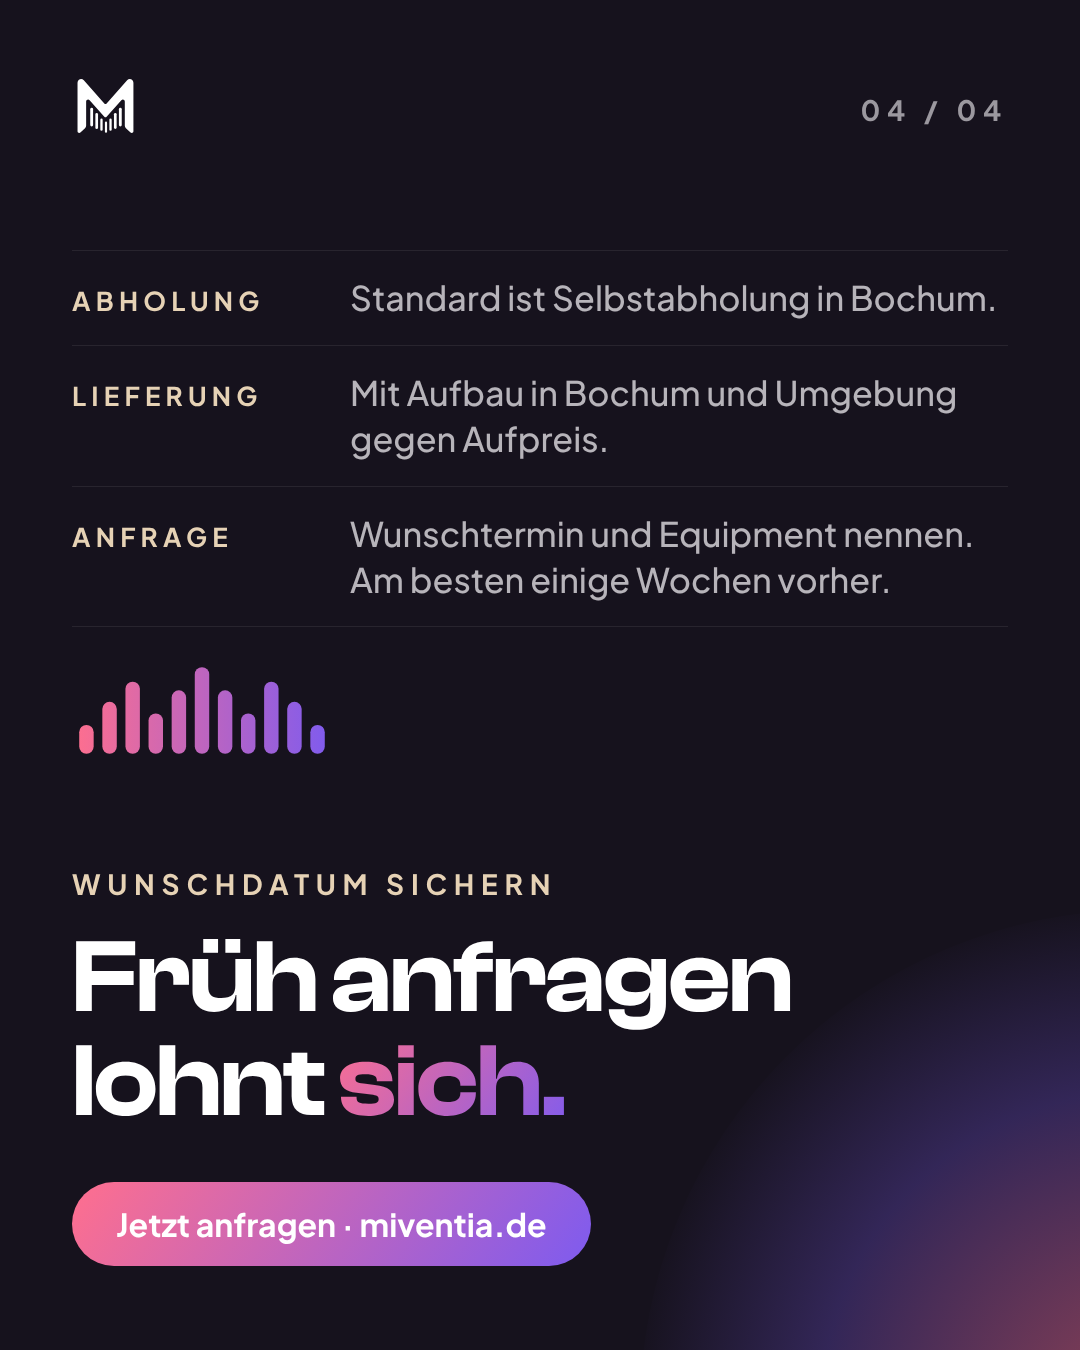 M
04 / 04
ABHOLUNG
Standard ist Selbstabholung in Bochum.
LIEFERUNG
Mit Aufbau in Bochum und Umgebung
gegen Aufpreis.
ANFRAGE
Wunschtermin und Equipment nennen.
Am besten einige Wochen vorher.
WUNSCHDATUM SICHERN
Früh anfragen
lohnt sich.
Jetzt anfragen · miventia.de